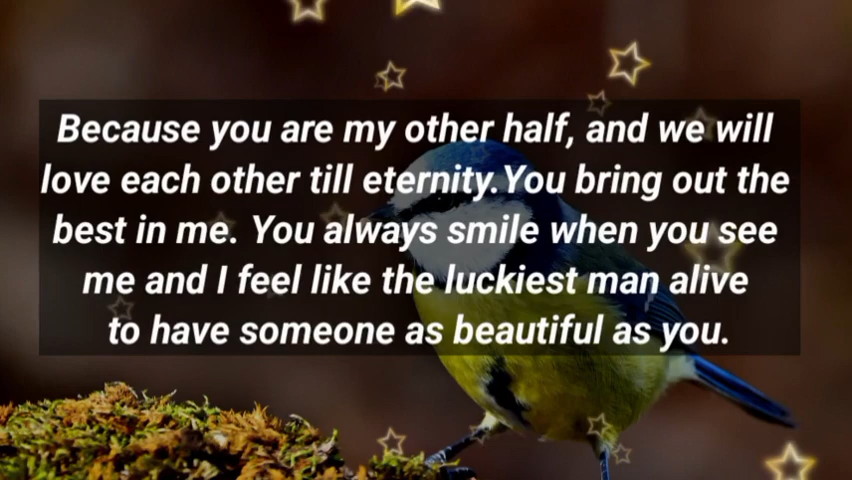 Because you are my other half, and we will
love each other till eternity.You bring out the
best in me. You always smile when you see
me and I feel like the luckiest man alive
to have someone as beautiful as you.